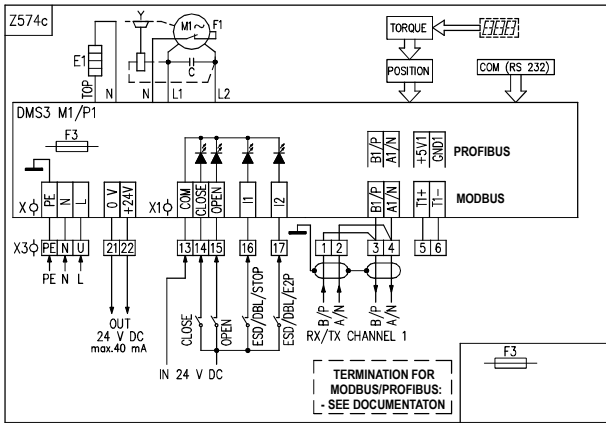 Z574c
Y
M1~
F1
E1
C
TOP
N
N
L1
L2
TORQUE
POSITION
COM (RS 232)
DMS3 M1/P1
F3
B1/P
A1/N
+5V1
GND1
PROFIBUS
X
PE
N
L
0 V
+24V
X1
COM
CLOSE
OPEN
I1
I2
B1/P
A1/N
T1+
T1-
MODBUS
X3
PE
N
U
21
22
13
14
15
16
17
1
2
3
4
5
6
PE
N
L
OUT
24 V DC
max.40 mA
CLOSE
OPEN
ESD/DBL/STOP
ESD/DBL/E2P
IN 24 V DC
B/P
A/N
B/P
A/N
RX/TX CHANNEL 1
TERMINATION FOR
MODBUS/PROFIBUS:
- SEE DOCUMENTATON
F3